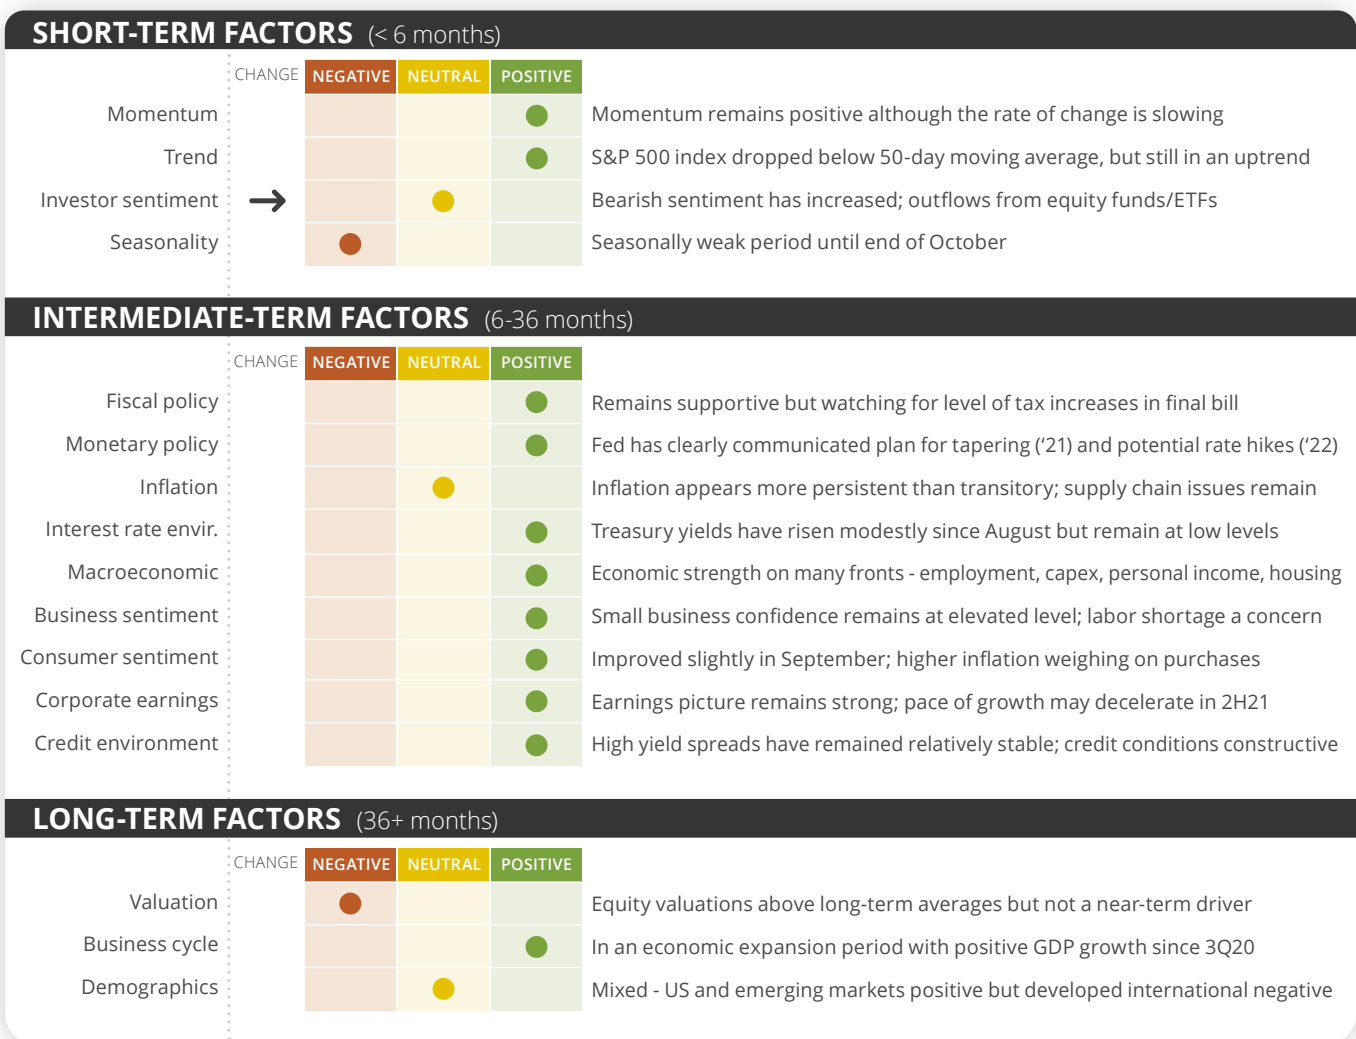 SHORT-TERM FACTORS (< 6 months)
CHANGE NEGATIVE NEUTRAL POSITIVE
Momentum Momentum remains positive although the rate of change is slowing
Trend S&P 500 index dropped below 50-day moving average, but still in an uptrend
Investor sentiment → Bearish sentiment has increased; outflows from equity funds/ETFs
Seasonality Seasonally weak period until end of October
INTERMEDIATE-TERM FACTORS (6-36 months)
CHANGE NEGATIVE NEUTRAL POSITIVE
Fiscal policy Remains supportive but watching for level of tax increases in final bill
Monetary policy Fed has clearly communicated plan for tapering (‘21) and potential rate hikes (‘22)
Inflation Inflation appears more persistent than transitory; supply chain issues remain
Interest rate envir. Treasury yields have risen modestly since August but remain at low levels
Macroeconomic Economic strength on many fronts - employment, capex, personal income, housing
Business sentiment Small business confidence remains at elevated level; labor shortage a concern
Consumer sentiment Improved slightly in September; higher inflation weighing on purchases
Corporate earnings Earnings picture remains strong; pace of growth may decelerate in 2H21
Credit environment High yield spreads have remained relatively stable; credit conditions constructive
LONG-TERM FACTORS (36+ months)
CHANGE NEGATIVE NEUTRAL POSITIVE
Valuation Equity valuations above long-term averages but not a near-term driver
Business cycle In an economic expansion period with positive GDP growth since 3Q20
Demographics Mixed - US and emerging markets positive but developed international negative